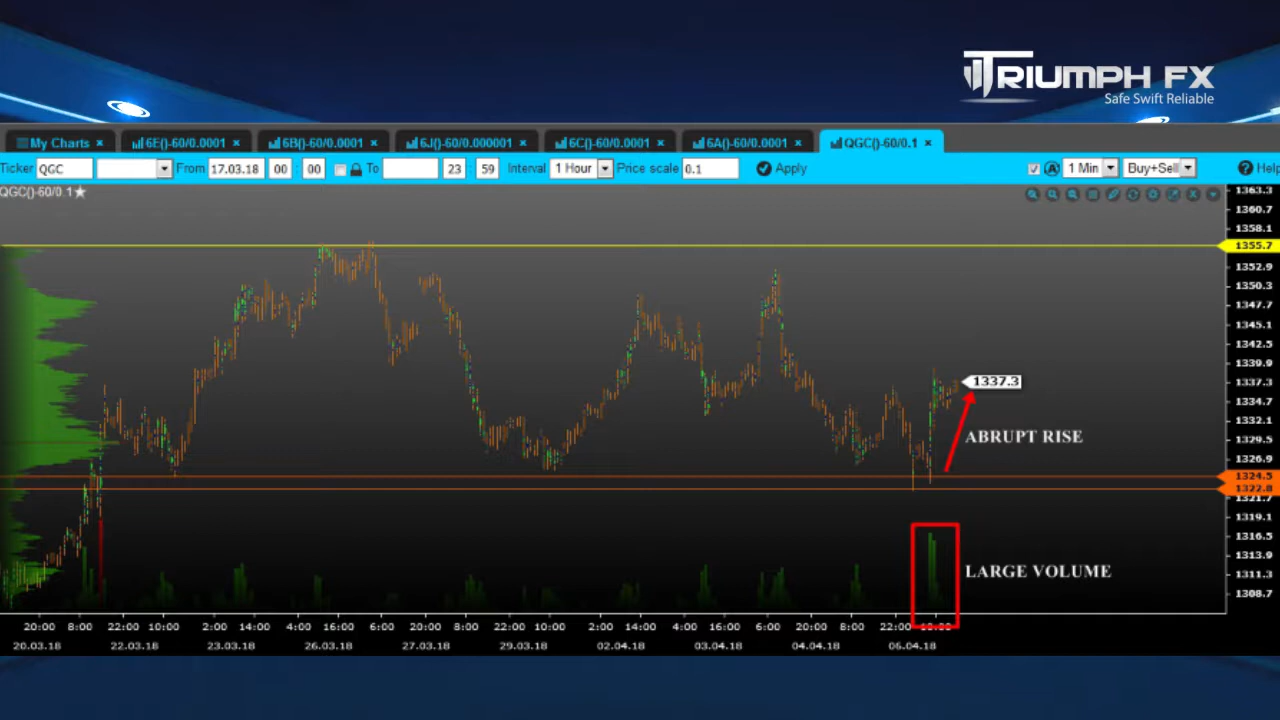 TRIUMPH FX
Safe Swift Reliable
My Charts × 6E()-60/0.0001 × 6B()-60/0.0001 × 6J()-60/0.000001 × 6C()-60/0.0001 × 6A()-60/0.0001 × QGC()-60/0.1 ×
Ticker QGC From 17.03.18 00 : 00 To 23 : 59 Interval 1 Hour Price scale 0.1 Apply A 1 Min Buy+Sell ? Help
QGC()-60/0.1★
1363.3
1360.7
1358.1
1355.7
1352.9
1350.3
1347.7
1345.1
1342.5
1339.9
1337.3 1337.3
1334.7
ABRUPT RISE
1332.1
1329.5
1326.9
1324.5
1322.8
1321.7
1319.1
1316.5
1313.9
LARGE VOLUME
1311.3
1308.7
20:00 8:00 22:00 10:00 2:00 14:00 4:00 16:00 6:00 20:00 8:00 22:00 10:00 2:00 14:00 4:00 16:00 6:00 20:00 8:00 22:00
20.03.18 22.03.18 23.03.18 26.03.18 27.03.18 29.03.18 02.04.18 03.04.18 04.04.18 06.04.18